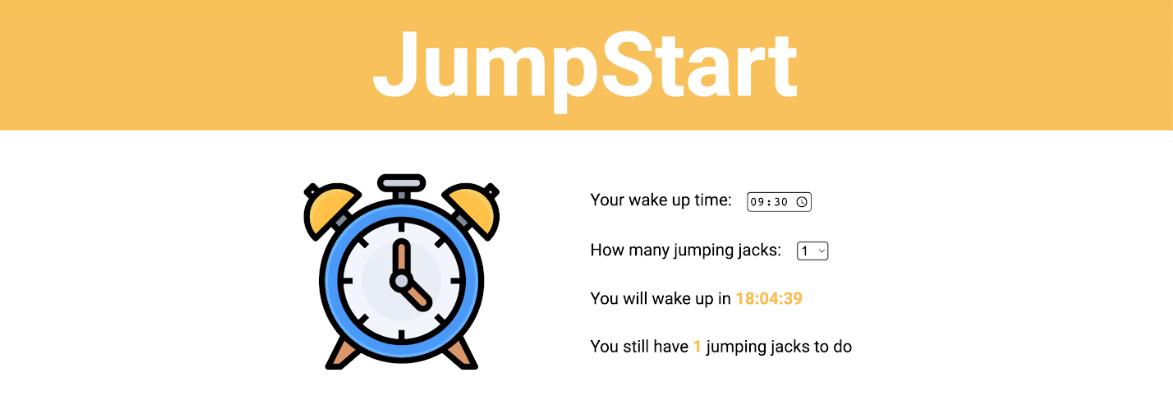 JumpStart
Your wake up time: 09:30
How many jumping jacks: 1
You will wake up in 18:04:39
You still have 1 jumping jacks to do